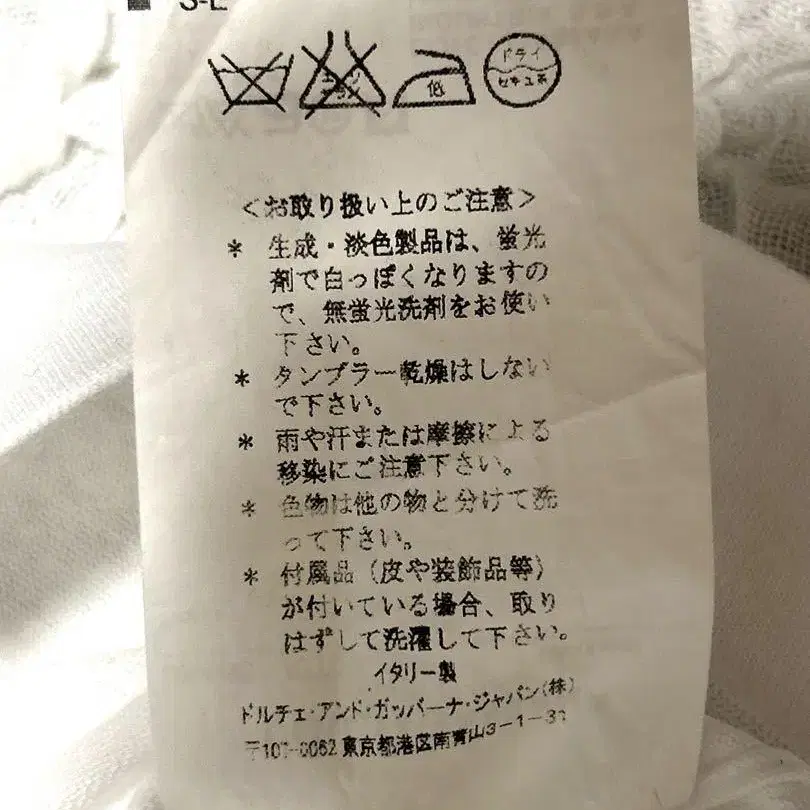 S-L
低
ドライ
セキユ系
<お取り扱い上のご注意>
* 生成・淡色製品は、蛍光
剤で白っぽくなりますの
で、無蛍光洗剤をお使い
下さい。
* タンブラー乾燥はしない
で下さい。
* 雨や汗または摩擦による
移染にご注意下さい。
* 色物は他の物と分けて洗
って下さい。
* 付属品(皮や装飾品等)
が付いている場合、取り
はずして洗濯して下さい。
イタリー製
ドルチェ・アンド・ガッバーナ・ジャパン(株)
〒107-0062 東京都港区南青山3-1-31